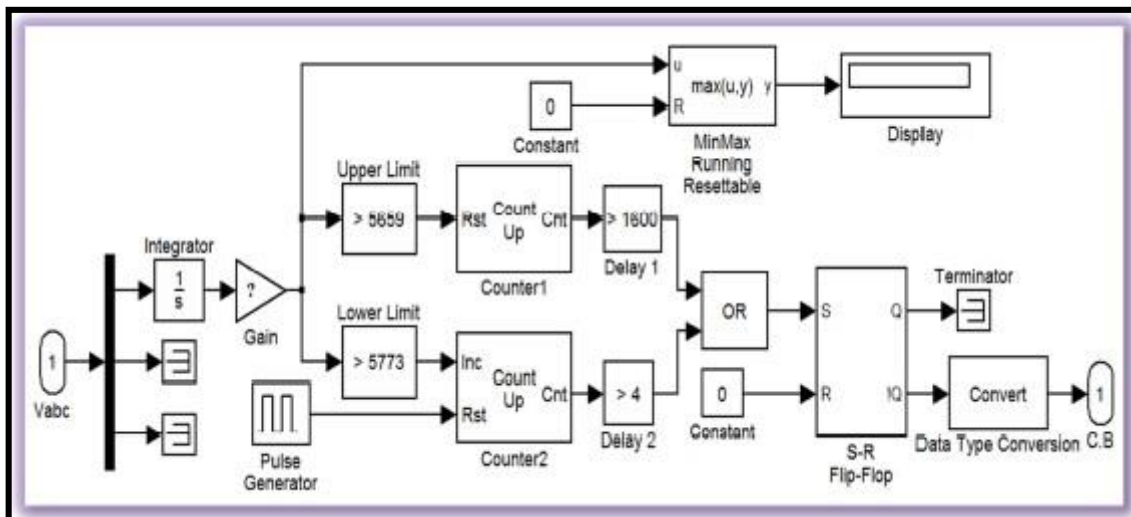 u
max(u,y)
y
R
0
Constant
MinMax
Running
Resettable
Display
Upper Limit
> 5659
Rst
Count
Up
Cnt
Counter1
> 1600
Delay 1
Integrator
1
s
?
Gain
Lower Limit
> 5773
Inc
Rst
Count
Up
Cnt
Counter2
> 4
Delay 2
OR
0
Constant
S
Q
R
!Q
S-R
Flip-Flop
Terminator
Convert
Data Type Conversion
1
C.B
1
Vabc
Pulse
Generator